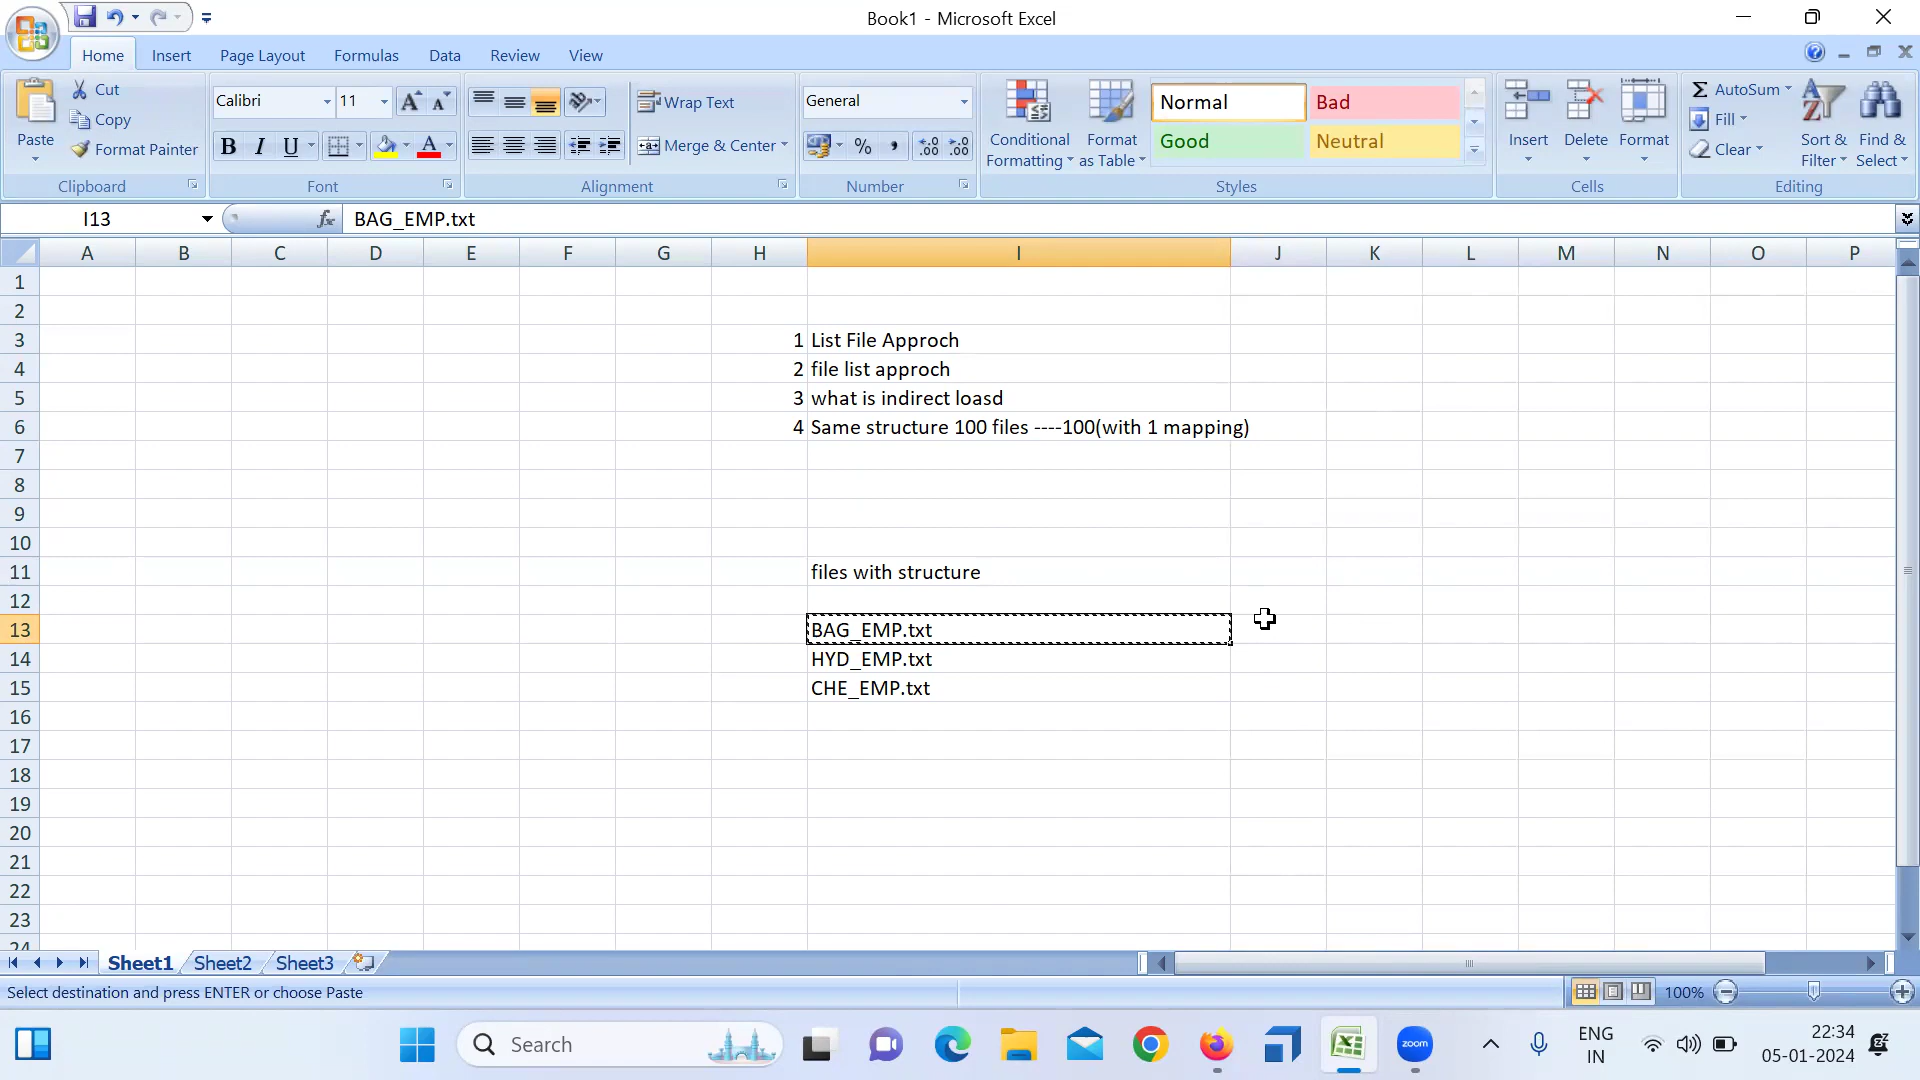 Book1 - Microsoft Excel
Home Insert Page Layout Formulas Data Review View
Paste
Cut
Copy
Format Painter
Clipboard
Calibri 11
B I U
Font
Wrap Text
Merge & Center
Alignment
General
% ,
Number
Conditional Formatting
Format as Table
Normal Bad
Good Neutral
Styles
Insert Delete Format
Cells
AutoSum
Fill
Clear
Sort & Filter
Find & Select
Editing
I13 fx BAG_EMP.txt
A B C D E F G H I J K L M N O P
1
2
3 1 List File Approch
4 2 file list approch
5 3 what is indirect loasd
6 4 Same structure 100 files ----100(with 1 mapping)
7
8
9
10
11 files with structure
12
13 BAG_EMP.txt
14 HYD_EMP.txt
15 CHE_EMP.txt
16
17
18
19
20
21
22
23
24
Sheet1 Sheet2 Sheet3
Select destination and press ENTER or choose Paste 100%
Search
zoom
ENG
IN
22:34
05-01-2024